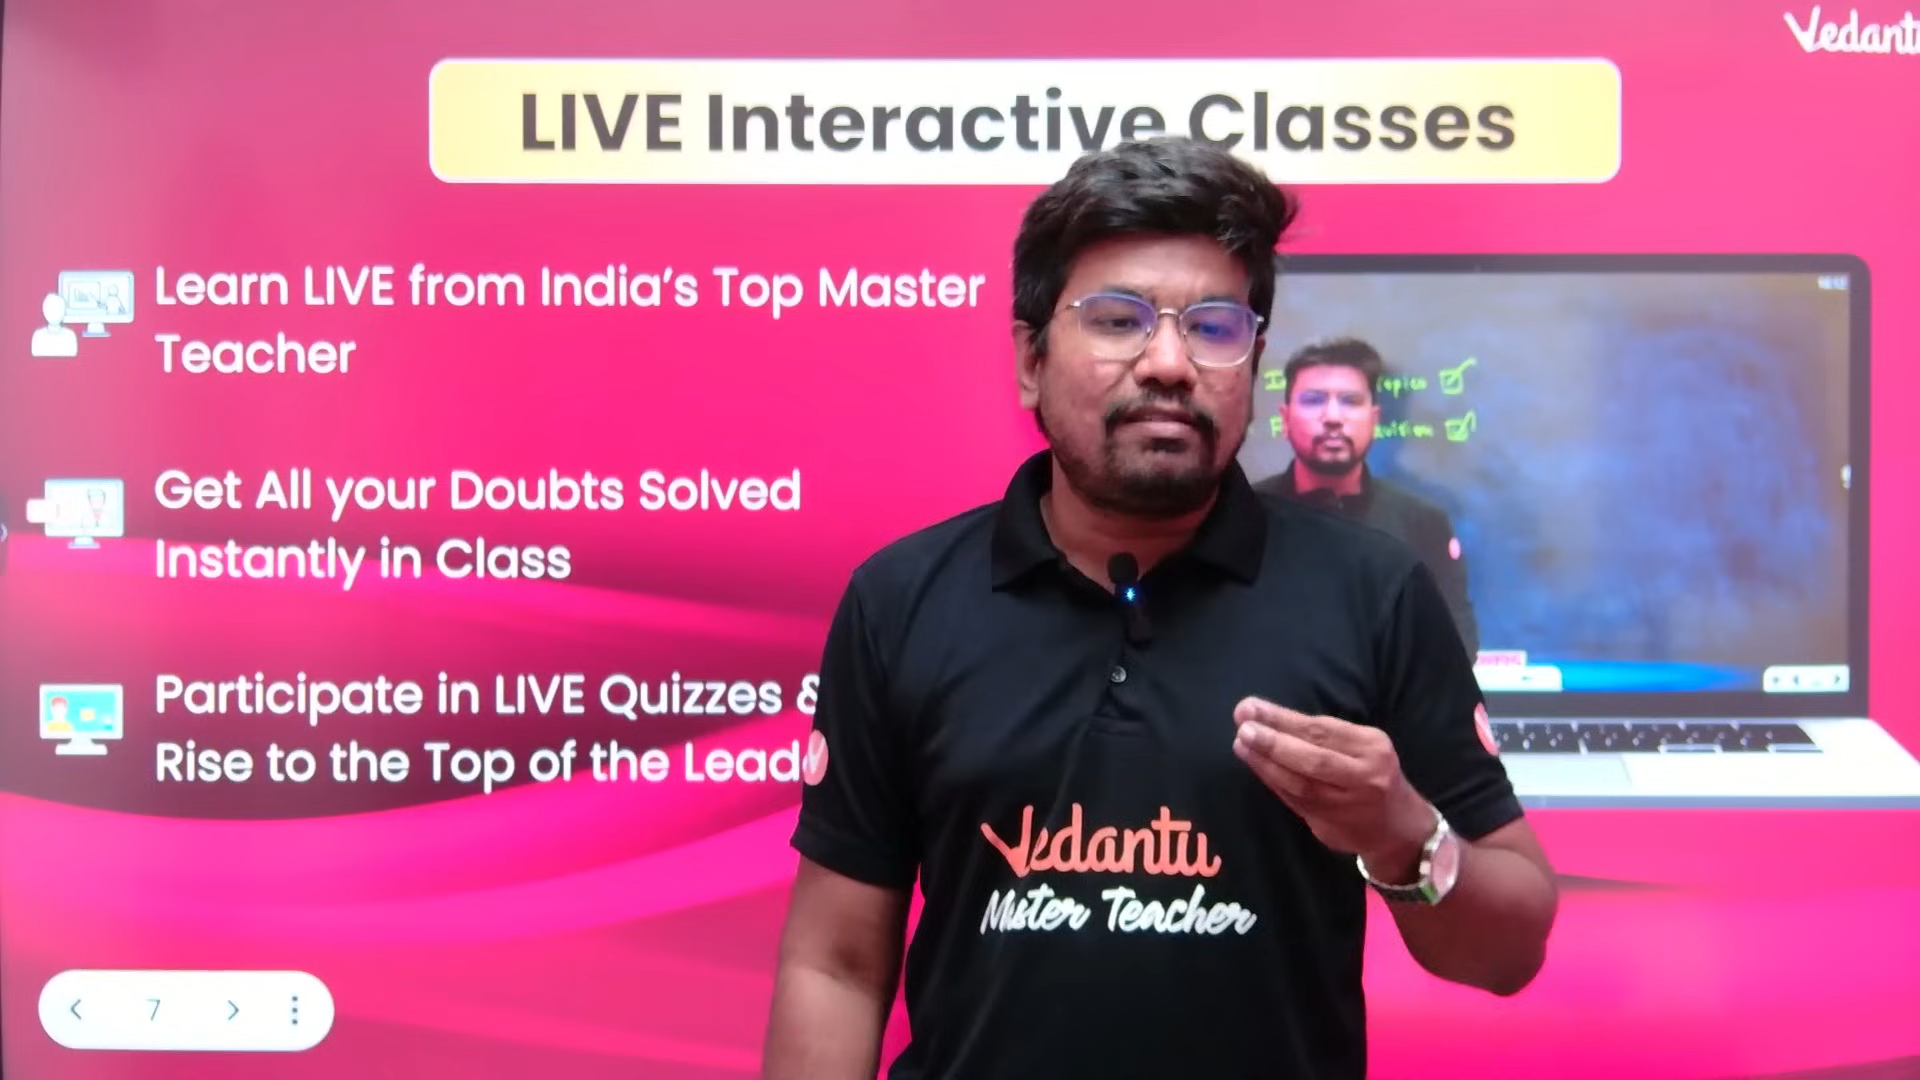 Vedantu
LIVE Interactive Classes
Learn LIVE from India's Top Master
Teacher
Get All your Doubts Solved
Instantly in Class
Participate in LIVE Quizzes &
Rise to the Top of the Lead
7
Vedantu
Master Teacher